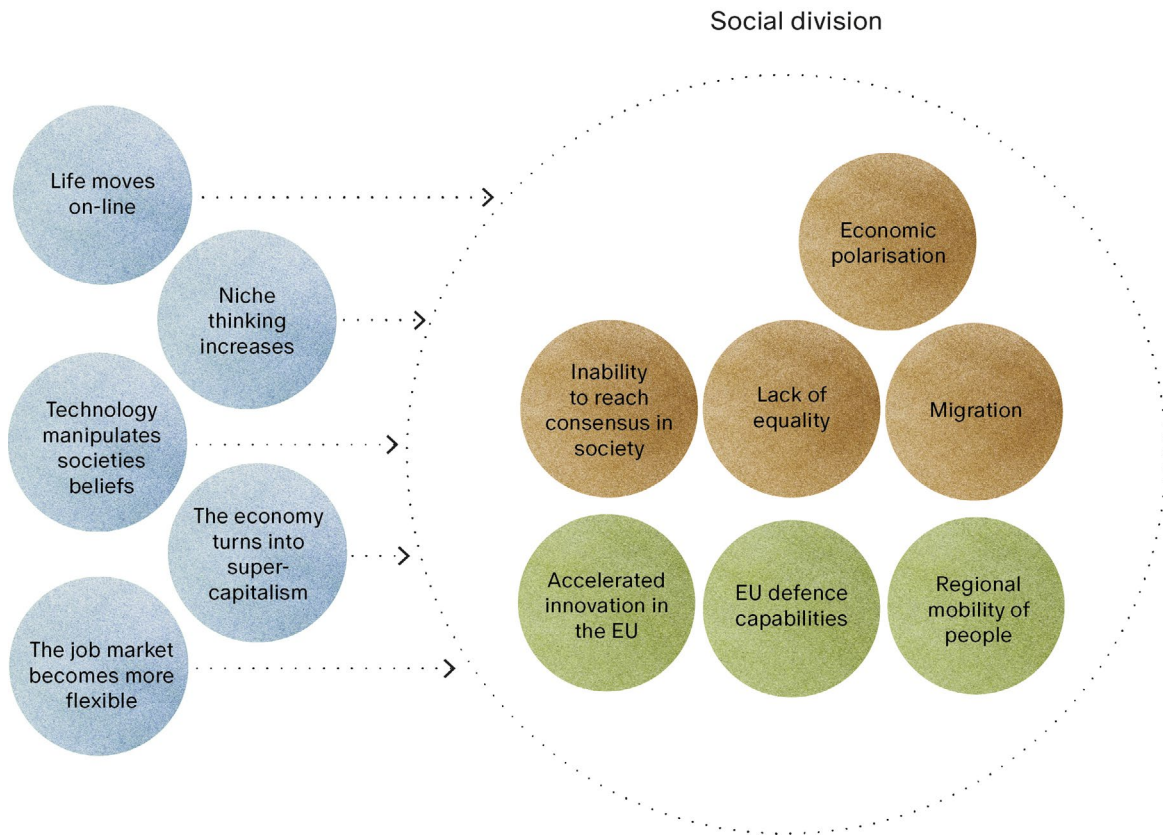 Social division
Life moves
on-line
Niche
thinking
increases
Technology
manipulates
societies
beliefs
The economy
turns into
super-
capitalism
The job market
becomes more
flexible
Economic
polarisation
Inability
to reach
consensus in
society
Lack of
equality
Migration
Accelerated
innovation in
the EU
EU defence
capabilities
Regional
mobility of
people